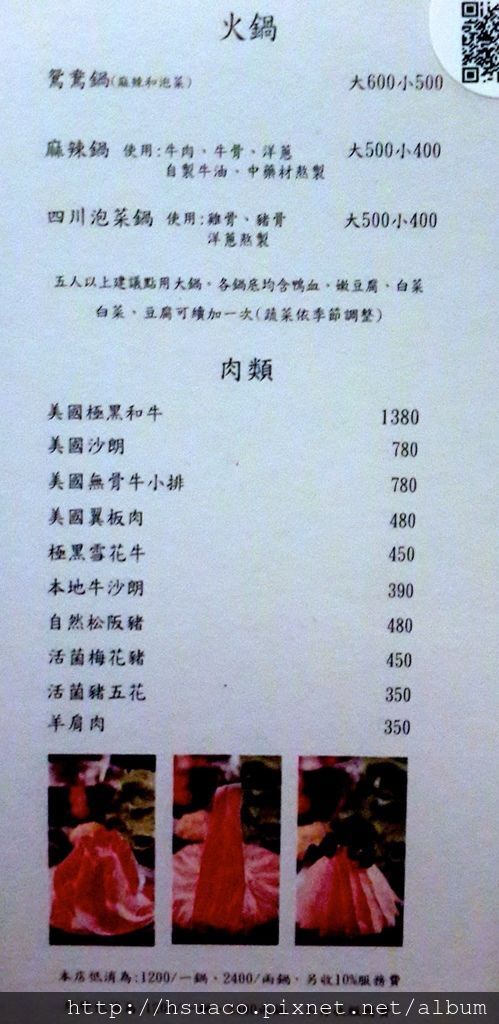 火鍋
鴛鴦鍋(麻辣和泡菜) 大600小500
麻辣鍋 使用:牛肉、牛骨、洋蔥 大500小400
自製牛油、中藥材熬製
四川泡菜鍋 使用:雞骨、豬骨 大500小400
洋蔥熬製
五人以上建議點用大鍋。各鍋底均含鴨血、嫩豆腐、白菜
白菜、豆腐可續加一次(蔬菜依季節調整)
肉類
美國極黑和牛 1380
美國沙朗 780
美國無骨牛小排 780
美國翼板肉 480
極黑雪花牛 450
本地牛沙朗 390
自然松阪豬 480
活菌梅花豬 450
活菌豬五花 350
羊肩肉 350
本店低消為:1200/一鍋、2400/兩鍋,另收10%服務費
http://hsuaco.pixnet.net/album